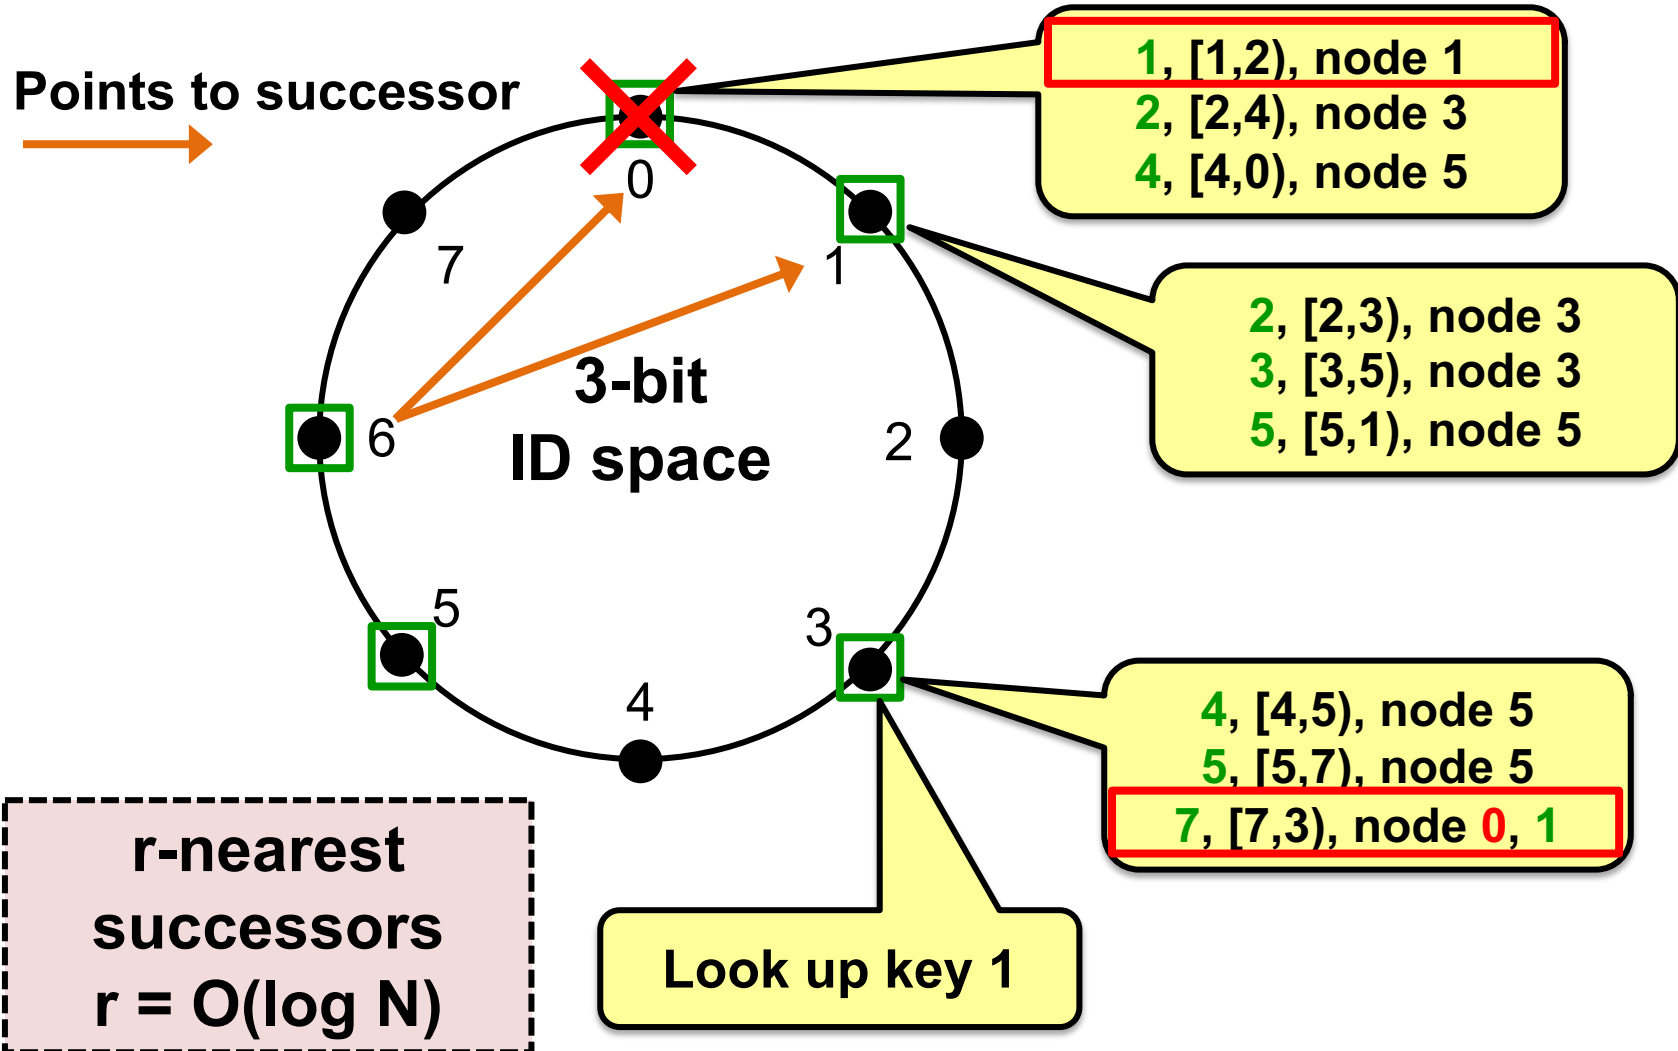 Points to successor
1, [1,2), node 1
2, [2,4), node 3
4, [4,0), node 5
0
7
1
2, [2,3), node 3
3, [3,5), node 3
5, [5,1), node 5
3-bit
ID space
6
2
5
3
4
4, [4,5), node 5
5, [5,7), node 5
7, [7,3), node 0, 1
r-nearest
successors
r = O(log N)
Look up key 1